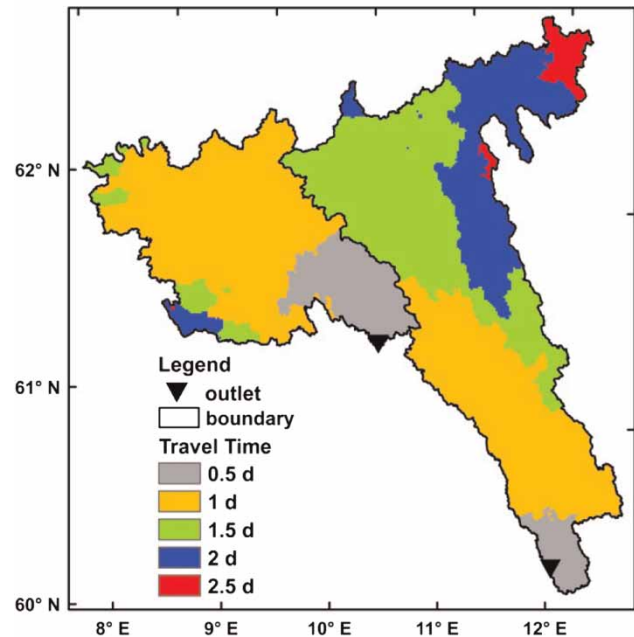 62° N
61° N
60° N
Legend
outlet
boundary
Travel Time
0.5 d
1 d
1.5 d
2 d
2.5 d
8° E 9° E 10° E 11° E 12° E